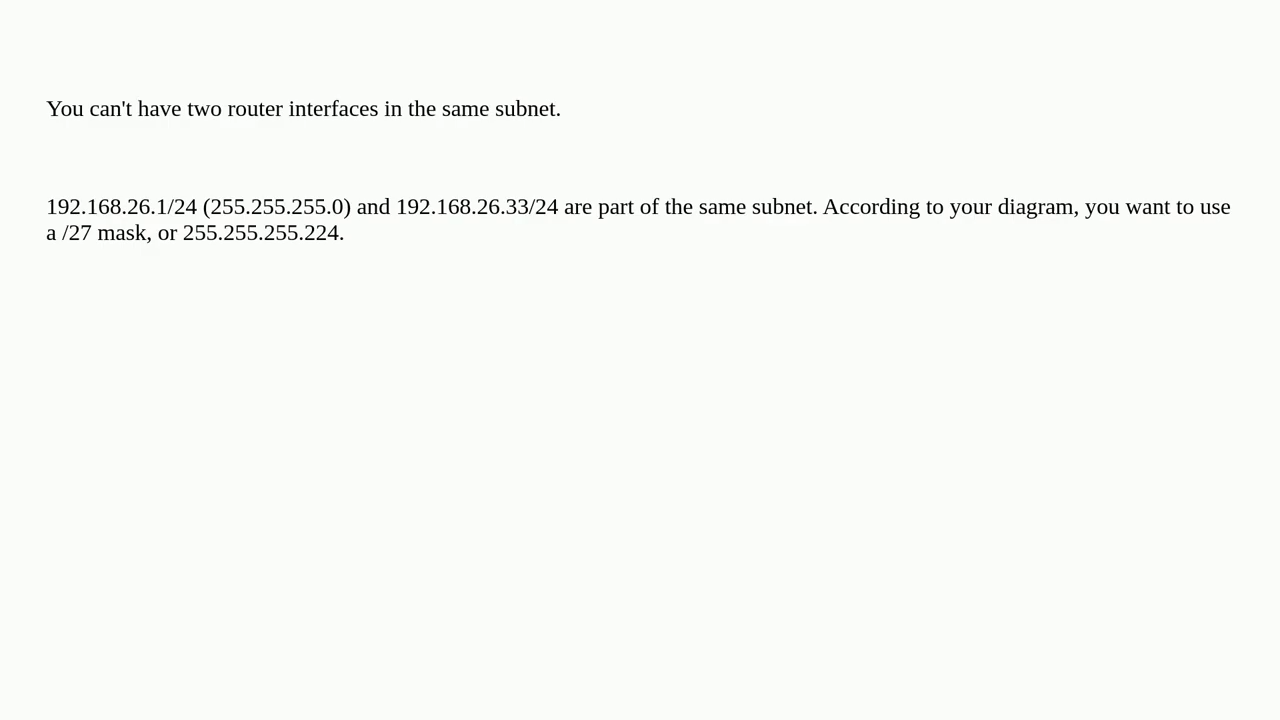 You can't have two router interfaces in the same subnet.
192.168.26.1/24 (255.255.255.0) and 192.168.26.33/24 are part of the same subnet. According to your diagram, you want to use
a /27 mask, or 255.255.255.224.